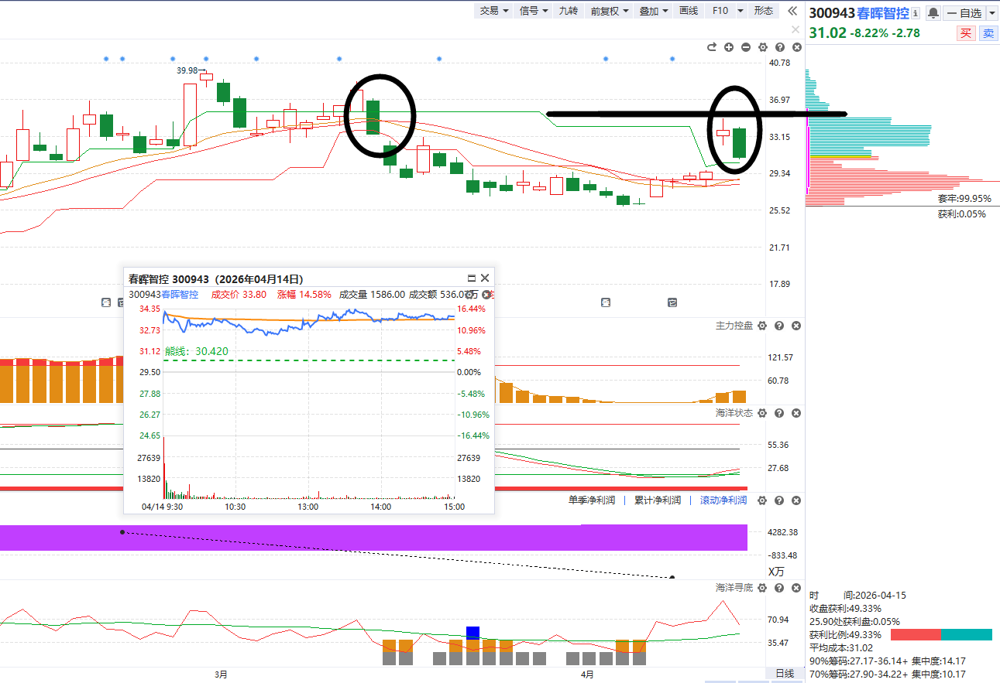 交易 信号 九转 前复权 叠加 画线 F10 形态
300943 春晖智控 自选
31.02 -8.22% -2.78 买 卖
39.98
40.78
36.97
33.15
29.34
25.52
21.71
17.89
套牢:99.95%
获利:0.05%
春晖智控 300943（2026年04月14日）
300943春晖智控 成交价 33.80 涨幅 14.58% 成交量 1586.00 成交额 536.07万
34.35 16.44%
32.73 10.96%
31.12 熊线：30.420 5.48%
29.50 0.00%
27.88 -5.48%
26.27 -10.96%
24.65 -16.44%
27639 27639
13820 13820
04/14 9:30 10:30 13:00 14:00 15:00
主力控盘
121.57
60.78
海洋状态
55.36
27.68
单季净利润 累计净利润 滚动净利润
4282.38
-833.48
X万
海洋寻底
70.94
35.47
3月 4月 日线
时 间:2026-04-15
收盘获利:49.33%
25.90处获利盘:0.05%
获利比例:49.33%
平均成本:31.02
90%筹码:27.17-36.14+ 集中度:14.17
70%筹码:27.90-34.22+ 集中度:10.17